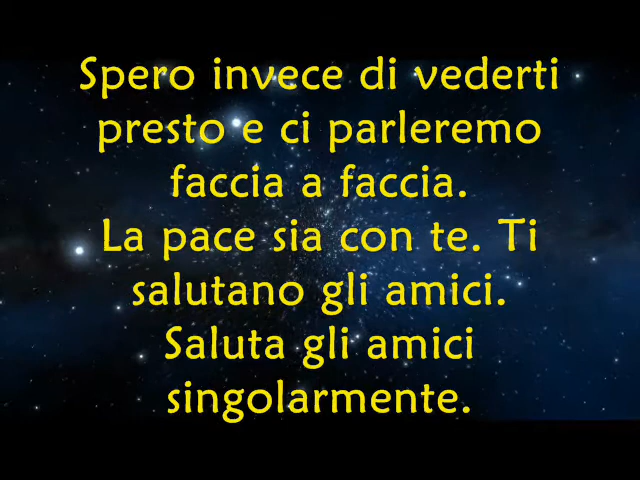 Spero invece di vederti
presto e ci parleremo
faccia a faccia.
La pace sia con te. Ti
salutano gli amici.
Saluta gli amici
singolarmente.